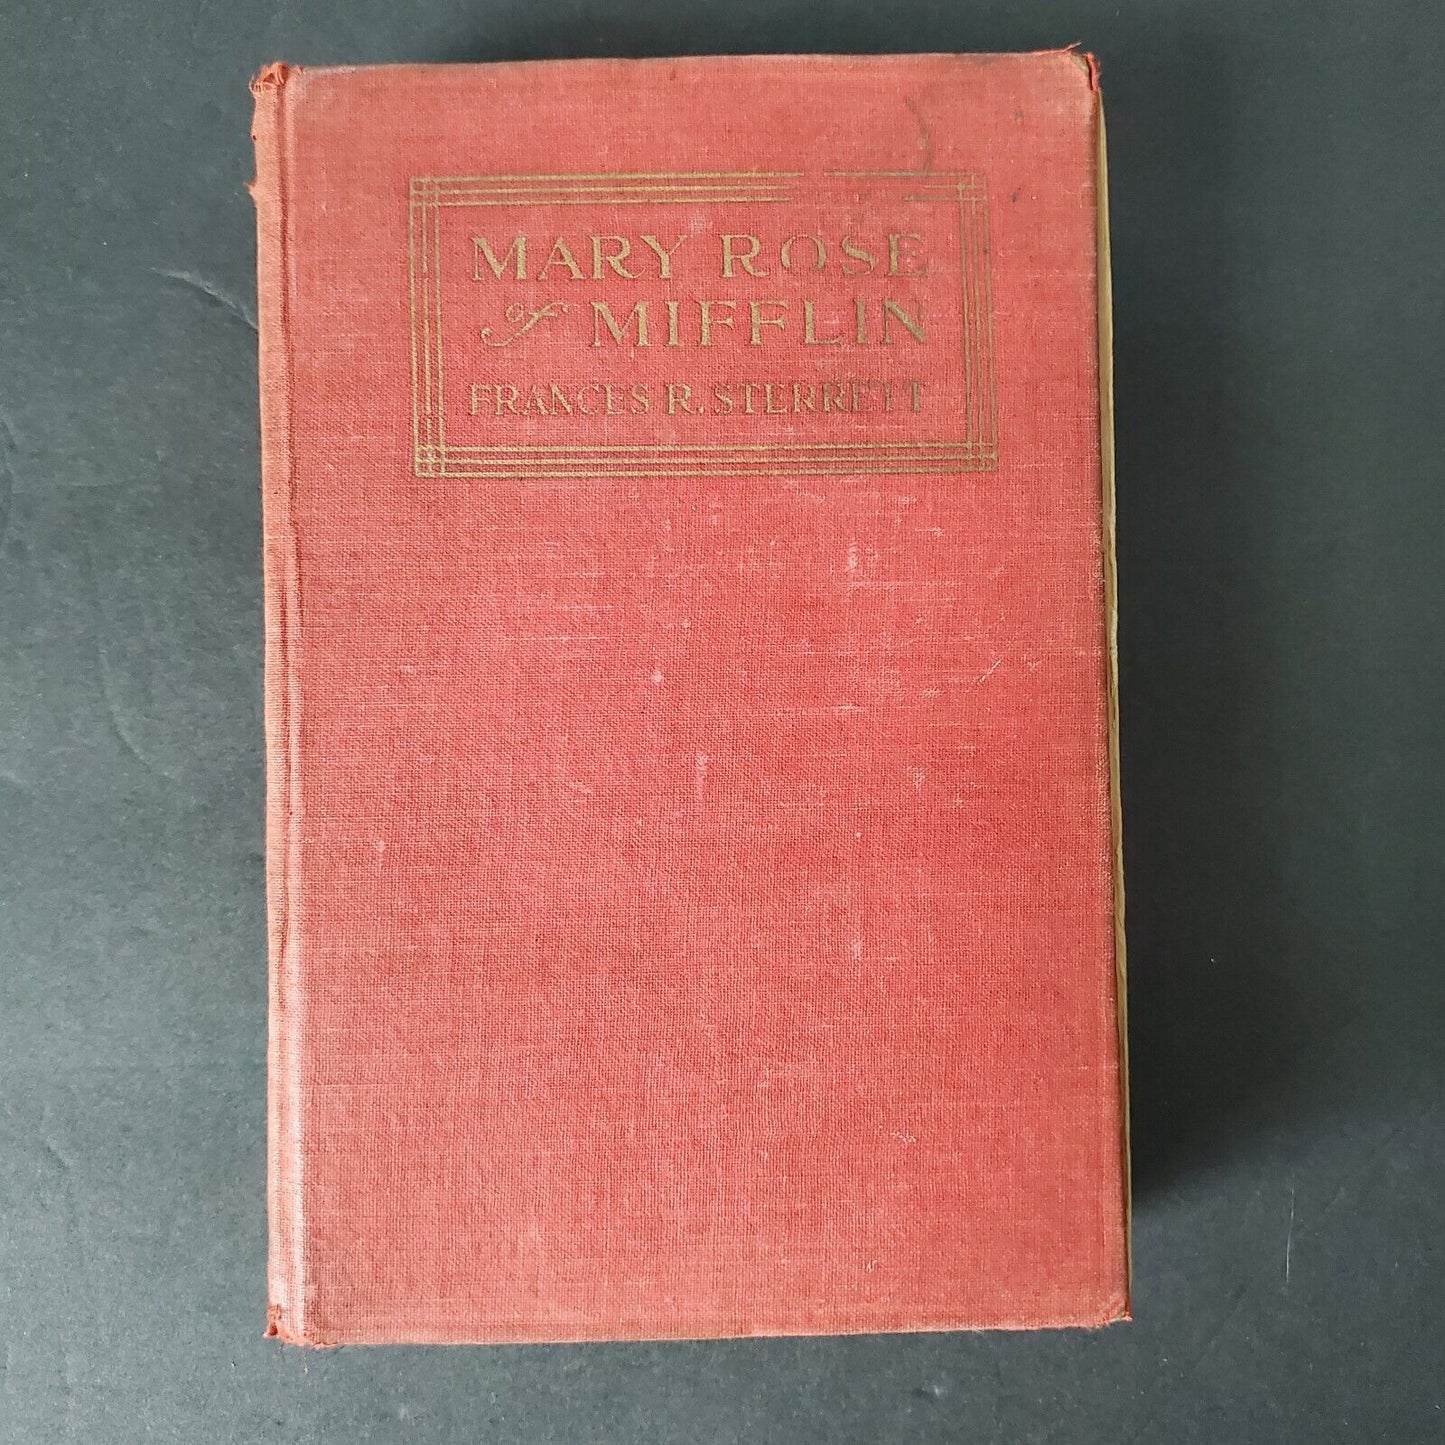 MARY ROSE
of MIFFLIN
FRANCES R. STERRETT